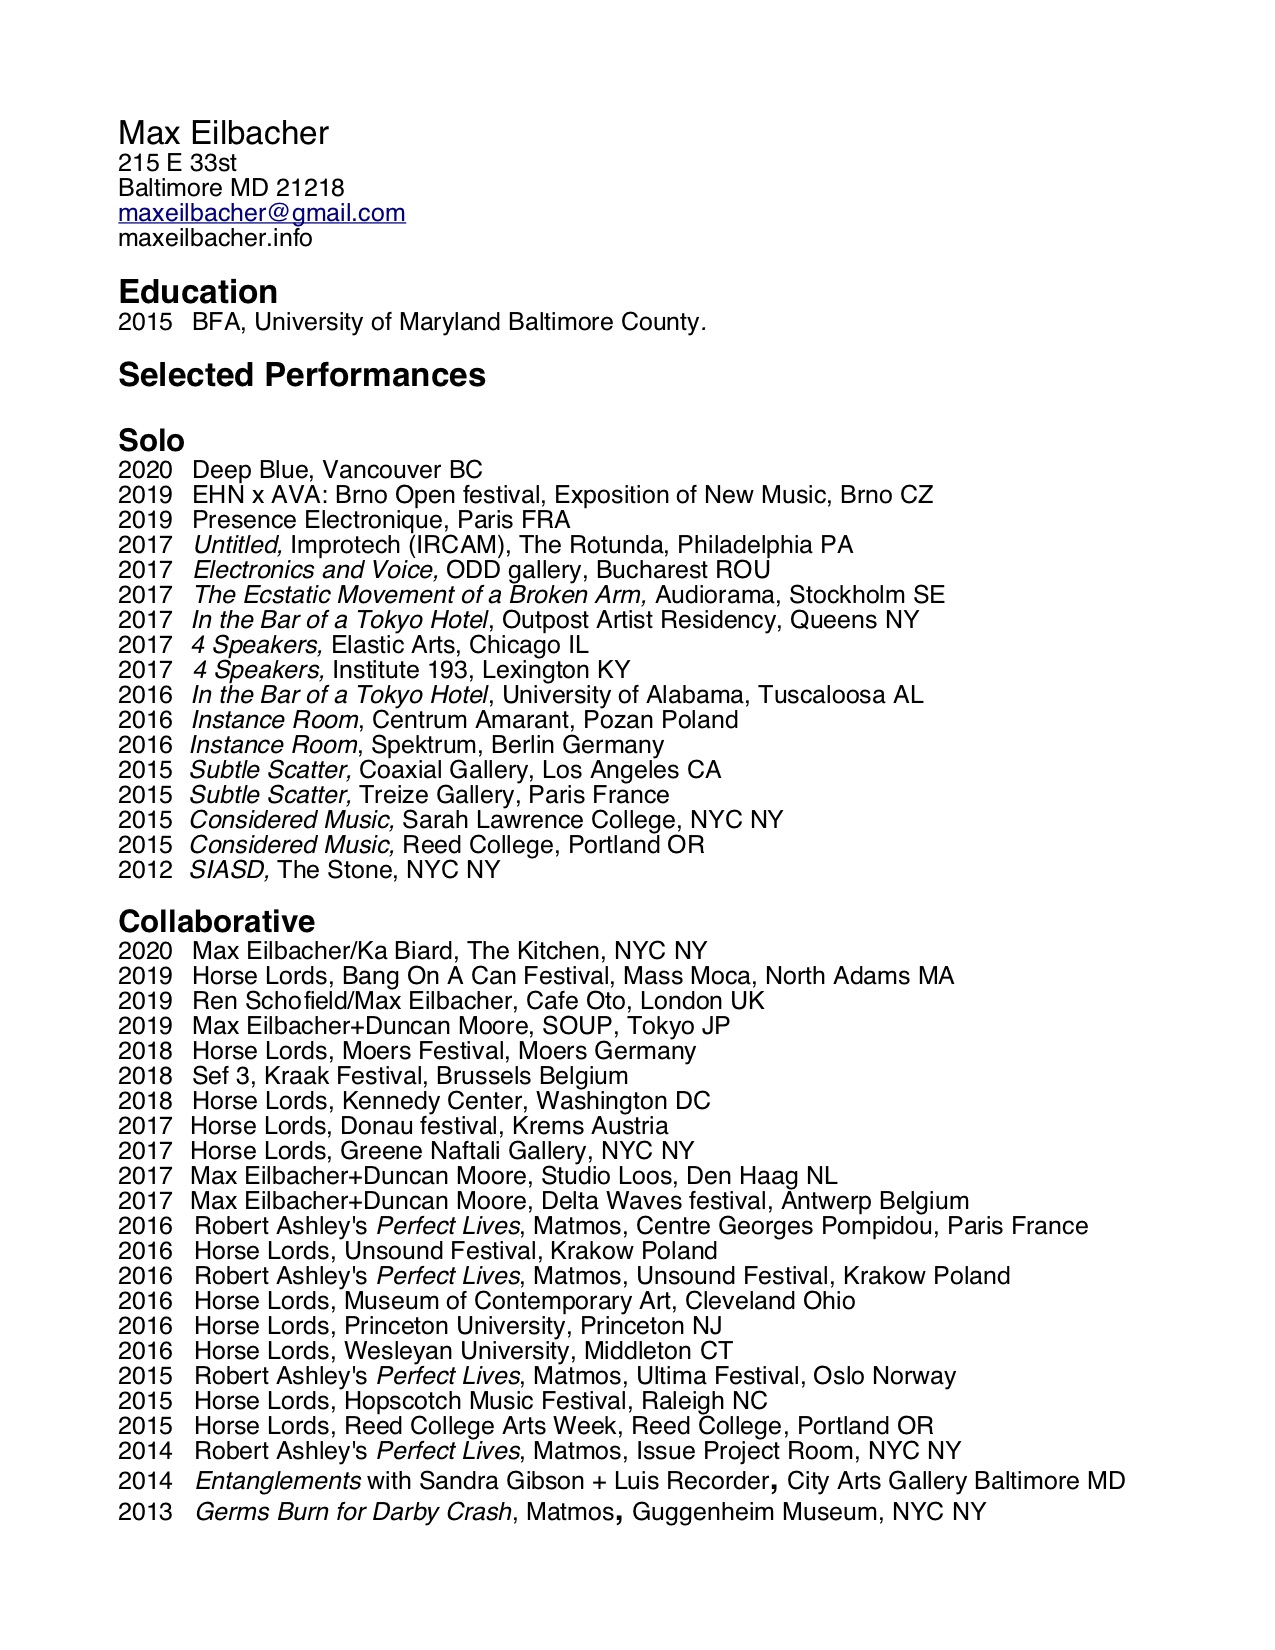 Max Eilbacher
215 E 33st
Baltimore MD 21218
maxeilbacher@gmail.com
maxeilbacher.info
Education
2015 BFA, University of Maryland Baltimore County.
Selected Performances
Solo
2020 Deep Blue, Vancouver BC
2019 EHN x AVA: Brno Open festival, Exposition of New Music, Brno CZ
2019 Presence Electronique, Paris FRA
2017 Untitled, Improtech (IRCAM), The Rotunda, Philadelphia PA
2017 Electronics and Voice, ODD gallery, Bucharest ROU
2017 The Ecstatic Movement of a Broken Arm, Audiorama, Stockholm SE
2017 In the Bar of a Tokyo Hotel, Outpost Artist Residency, Queens NY
2017 4 Speakers, Elastic Arts, Chicago IL
2017 4 Speakers, Institute 193, Lexington KY
2016 In the Bar of a Tokyo Hotel, University of Alabama, Tuscaloosa AL
2016 Instance Room, Centrum Amarant, Pozan Poland
2016 Instance Room, Spektrum, Berlin Germany
2015 Subtle Scatter, Coaxial Gallery, Los Angeles CA
2015 Subtle Scatter, Treize Gallery, Paris France
2015 Considered Music, Sarah Lawrence College, NYC NY
2015 Considered Music, Reed College, Portland OR
2012 SIASD, The Stone, NYC NY
Collaborative
2020 Max Eilbacher/Ka Biard, The Kitchen, NYC NY
2019 Horse Lords, Bang On A Can Festival, Mass Moca, North Adams MA
2019 Ren Schofield/Max Eilbacher, Cafe Oto, London UK
2019 Max Eilbacher+Duncan Moore, SOUP, Tokyo JP
2018 Horse Lords, Moers Festival, Moers Germany
2018 Sef 3, Kraak Festival, Brussels Belgium
2018 Horse Lords, Kennedy Center, Washington DC
2017 Horse Lords, Donau festival, Krems Austria
2017 Horse Lords, Greene Naftali Gallery, NYC NY
2017 Max Eilbacher+Duncan Moore, Studio Loos, Den Haag NL
2017 Max Eilbacher+Duncan Moore, Delta Waves festival, Antwerp Belgium
2016 Robert Ashley's Perfect Lives, Matmos, Centre Georges Pompidou, Paris France
2016 Horse Lords, Unsound Festival, Krakow Poland
2016 Robert Ashley's Perfect Lives, Matmos, Unsound Festival, Krakow Poland
2016 Horse Lords, Museum of Contemporary Art, Cleveland Ohio
2016 Horse Lords, Princeton University, Princeton NJ
2016 Horse Lords, Wesleyan University, Middleton CT
2015 Robert Ashley's Perfect Lives, Matmos, Ultima Festival, Oslo Norway
2015 Horse Lords, Hopscotch Music Festival, Raleigh NC
2015 Horse Lords, Reed College Arts Week, Reed College, Portland OR
2014 Robert Ashley's Perfect Lives, Matmos, Issue Project Room, NYC NY
2014 Entanglements with Sandra Gibson + Luis Recorder, City Arts Gallery Baltimore MD
2013 Germs Burn for Darby Crash, Matmos, Guggenheim Museum, NYC NY